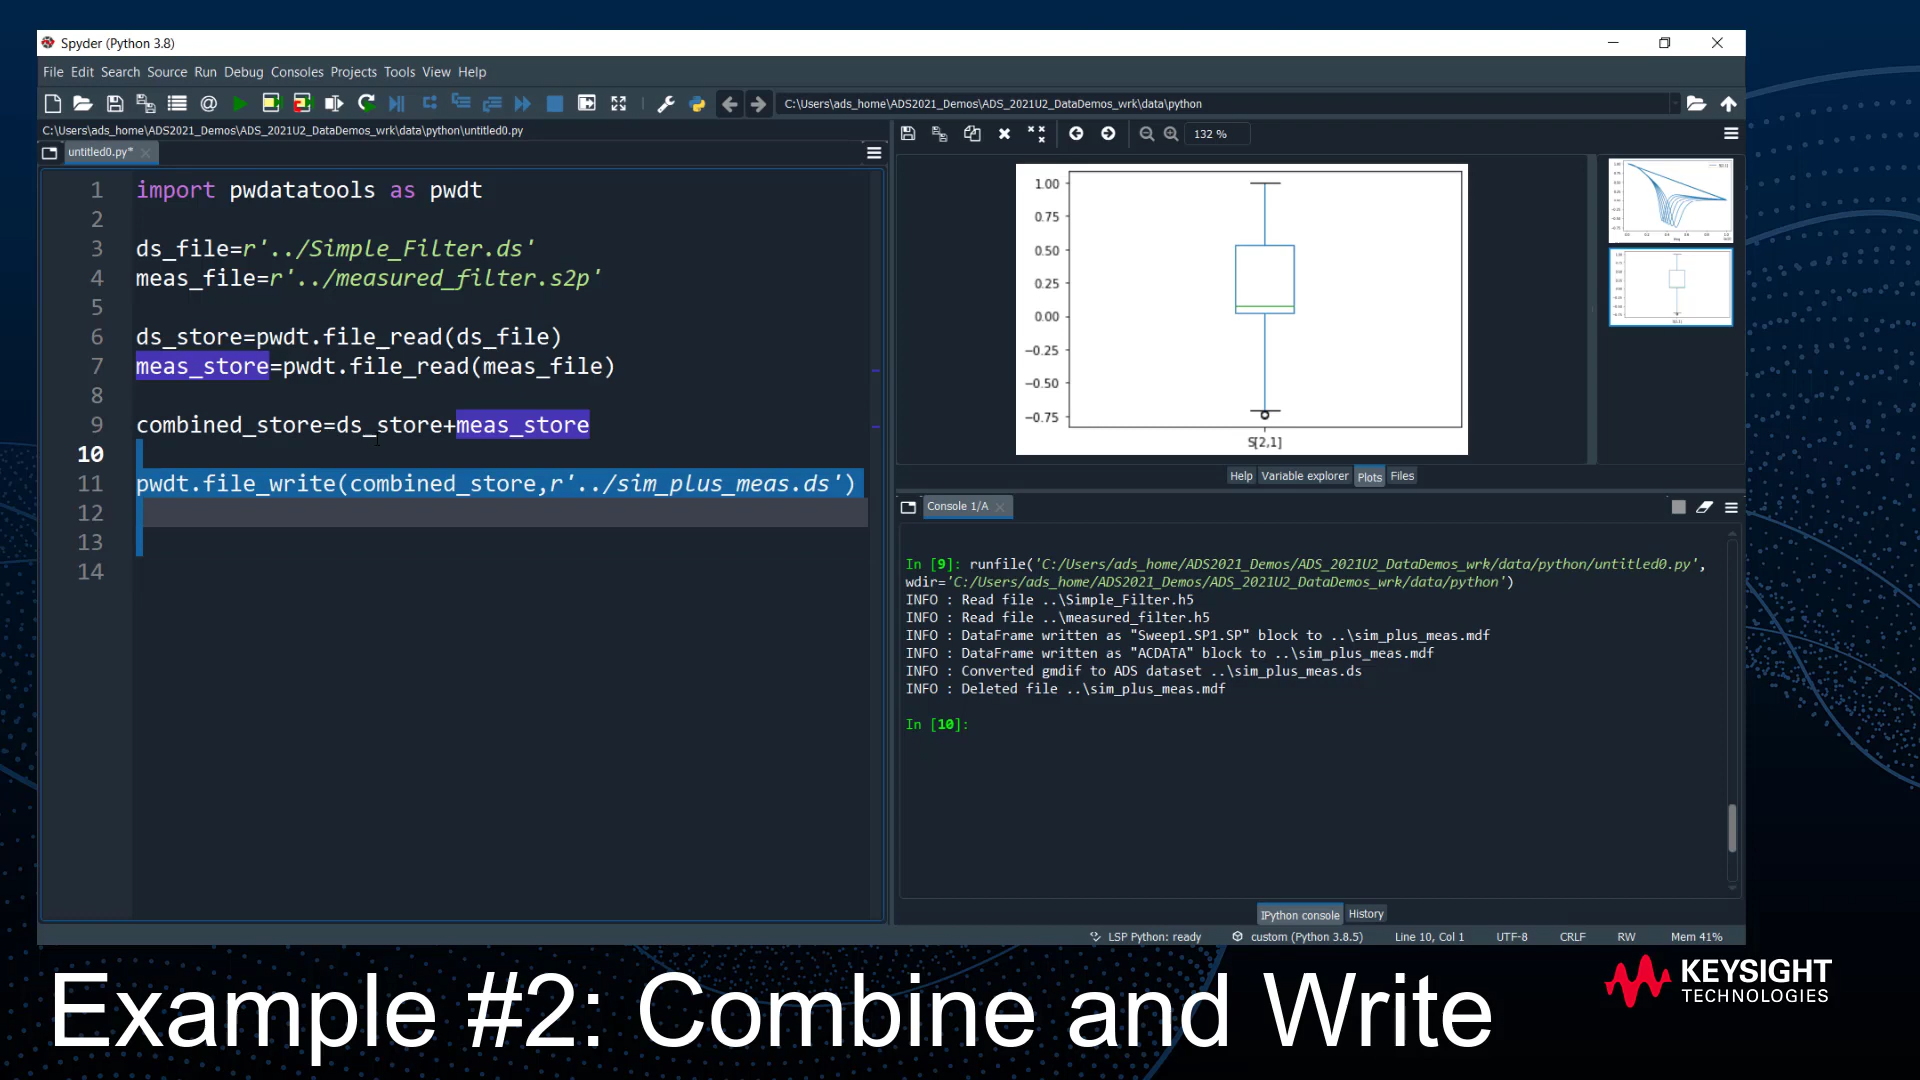 Spyder (Python 3.8)
File Edit Search Source Run Debug Consoles Projects Tools View Help
C:\Users\ads_home\ADS2021_Demos\ADS_2021U2_DataDemos_wrk\data\python
C:\Users\ads_home\ADS2021_Demos\ADS_2021U2_DataDemos_wrk\data\python\untitled0.py
untitled0.py*
1 import pwdatatools as pwdt
2
3 ds_file=r'../Simple_Filter.ds'
4 meas_file=r'../measured_filter.s2p'
5
6 ds_store=pwdt.file_read(ds_file)
7 meas_store=pwdt.file_read(meas_file)
8
9 combined_store=ds_store+meas_store
10
11 pwdt.file_write(combined_store,r'../sim_plus_meas.ds')
12
13
14
132 %
1.00
0.75
0.50
0.25
0.00
−0.25
−0.50
−0.75
S[2,1]
Help Variable explorer Plots Files
Console 1/A
In [9]: runfile('C:/Users/ads_home/ADS2021_Demos/ADS_2021U2_DataDemos_wrk/data/python/untitled0.py',
wdir='C:/Users/ads_home/ADS2021_Demos/ADS_2021U2_DataDemos_wrk/data/python')
INFO : Read file ..\Simple_Filter.h5
INFO : Read file ..\measured_filter.h5
INFO : DataFrame written as "Sweep1.SP1.SP" block to ..\sim_plus_meas.mdf
INFO : DataFrame written as "ACDATA" block to ..\sim_plus_meas.mdf
INFO : Converted gmdif to ADS dataset ..\sim_plus_meas.ds
INFO : Deleted file ..\sim_plus_meas.mdf
In [10]:
IPython console History
LSP Python: ready custom (Python 3.8.5) Line 10, Col 1 UTF-8 CRLF RW Mem 41%
Example #2: Combine and Write
KEYSIGHT
TECHNOLOGIES